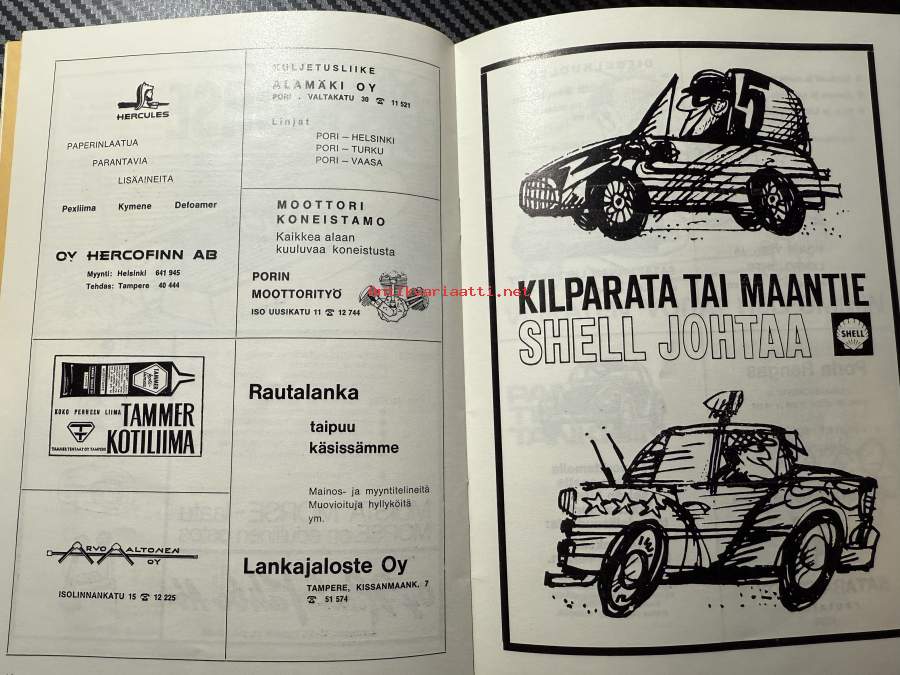 HERCULES
PAPERINLAATUA
PARANTAVIA
LISÄAINEITA
Pexliima Kymene Defoamer
OY HERCOFINN AB
Myynti: Helsinki 641 945
Tehdas: Tampere 40 444
KULJETUSLIIKE
ALAMÄKI OY
PORI . VALTAKATU 30 ☎ 11 521
Linjat
PORI – HELSINKI
PORI – TURKU
PORI – VAASA
MOOTTORI
KONEISTAMO
Kaikkea alaan
kuuluvaa koneistusta
PORIN
MOOTTORITYÖ
ISO UUSIKATU 11 ☎ 12 744
antikvariaatti.net
KOKO PERHEEN LIIMA
TAMMER
KOTILIIMA
TAMMERTENTAAT OY, TAMPERE
ARVO AALTONEN
OY
ISOLINNANKATU 15 ☎ 12 225
Rautalanka
taipuu
käsissämme
Mainos- ja myyntitelineitä
Muovioituja hyllyköitä
ym.
Lankajaloste Oy
TAMPERE, KISSANMAANK. 7
☎ 51 574
5
KILPARATA TAI MAANTIE
SHELL JOHTAA
SHELL